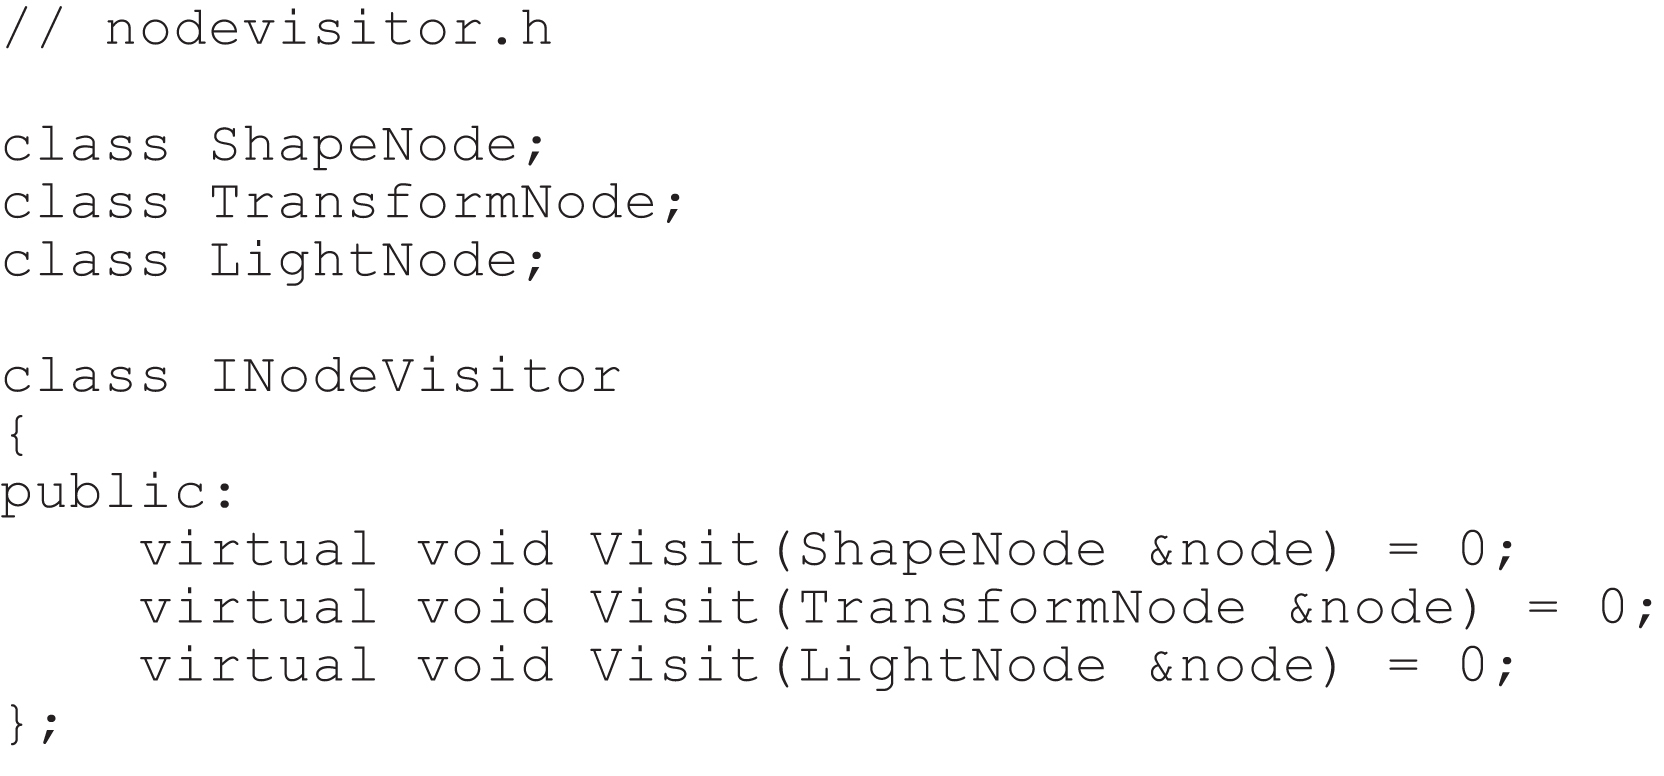 // nodevisitor.h
class ShapeNode;
class TransformNode;
class LightNode;
class INodeVisitor
{
public:
    virtual void Visit(ShapeNode &node) = 0;
    virtual void Visit(TransformNode &node) = 0;
    virtual void Visit(LightNode &node) = 0;
};